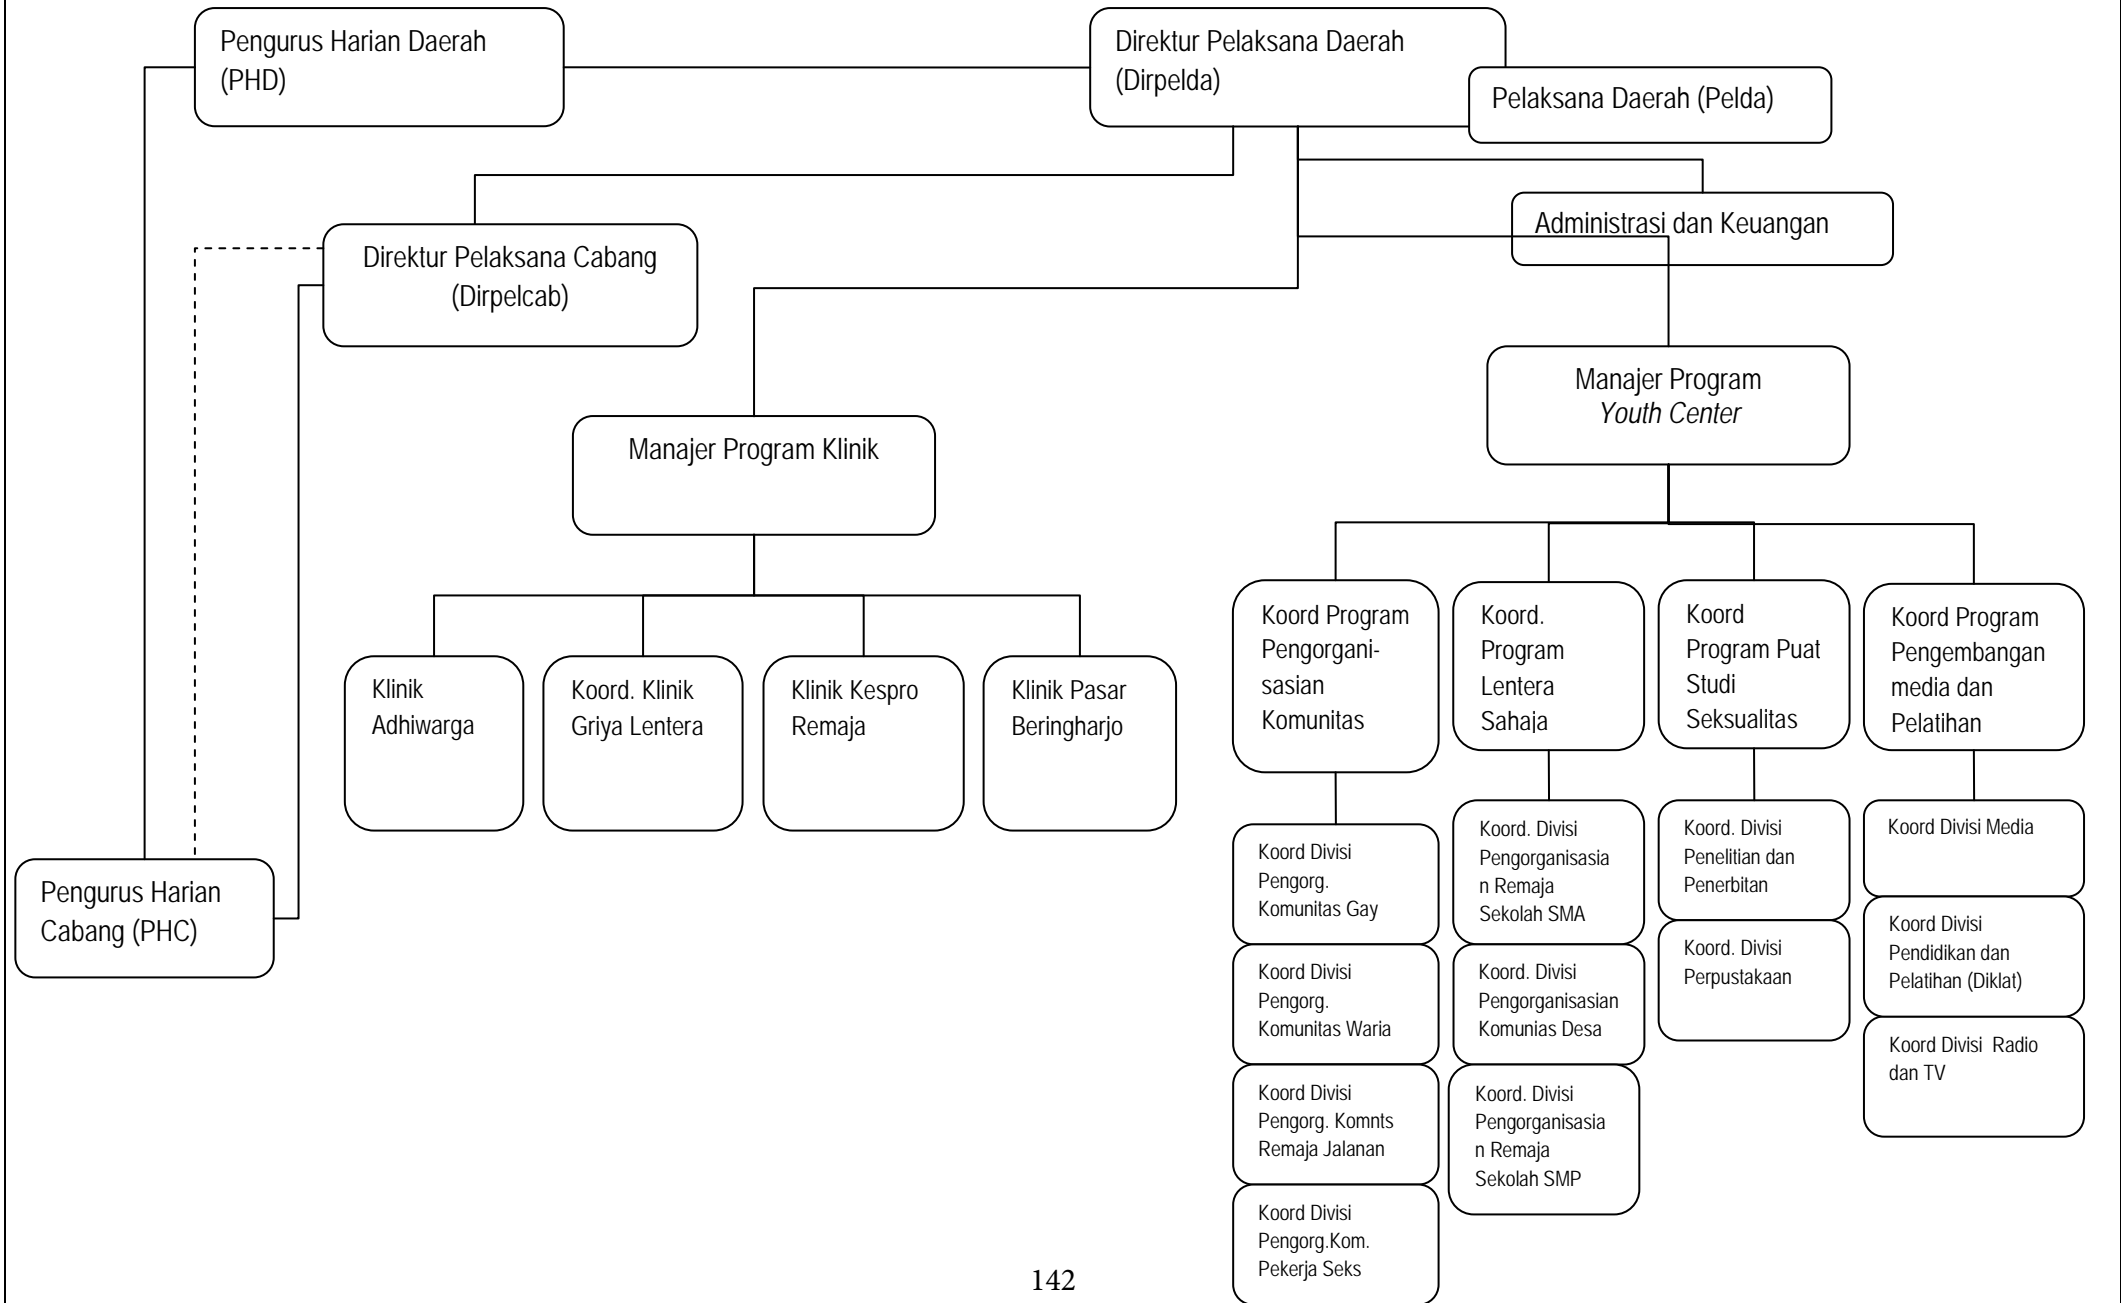 Pengurus Harian Daerah
(PHD)
Direktur Pelaksana Daerah
(Dirpelda)
Pelaksana Daerah (Pelda)
Administrasi dan Keuangan
Direktur Pelaksana Cabang
(Dirpelcab)
Manajer Program
Youth Center
Manajer Program Klinik
Klinik
Adhiwarga
Koord. Klinik
Griya Lentera
Klinik Kespro
Remaja
Klinik Pasar
Beringharjo
Koord Program
Pengorgani-
sasian
Komunitas
Koord.
Program
Lentera
Sahaja
Koord
Program Puat
Studi
Seksualitas
Koord Program
Pengembangan
media dan
Pelatihan
Pengurus Harian
Cabang (PHC)
Koord Divisi
Pengorg.
Komunitas Gay
Koord Divisi
Pengorg.
Komunitas Waria
Koord Divisi
Pengorg. Komnts
Remaja Jalanan
Koord Divisi
Pengorg.Kom.
Pekerja Seks
Koord. Divisi
Pengorganisasia
n Remaja
Sekolah SMA
Koord. Divisi
Pengorganisasian
Komunias Desa
Koord. Divisi
Pengorganisasia
n Remaja
Sekolah SMP
Koord. Divisi
Penelitian dan
Penerbitan
Koord. Divisi
Perpustakaan
Koord Divisi Media
Koord Divisi
Pendidikan dan
Pelatihan (Diklat)
Koord Divisi  Radio
dan TV
142